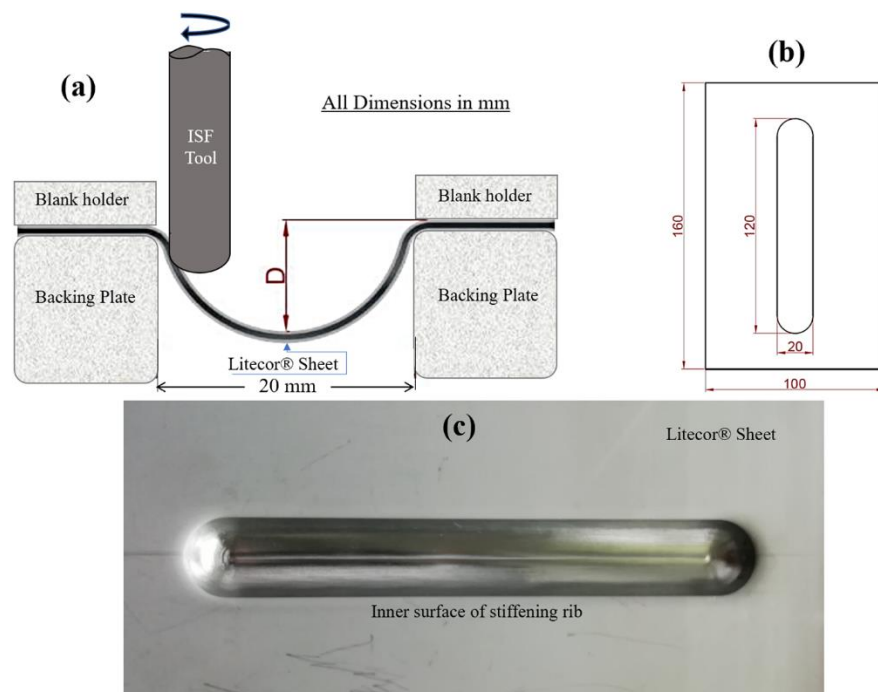 (a)
All Dimensions in mm
ISF
Tool
Blank holder
Blank holder
D
Backing Plate
Backing Plate
Litecor® Sheet
20 mm
(b)
160
120
20
100
(c)
Litecor® Sheet
Inner surface of stiffening rib